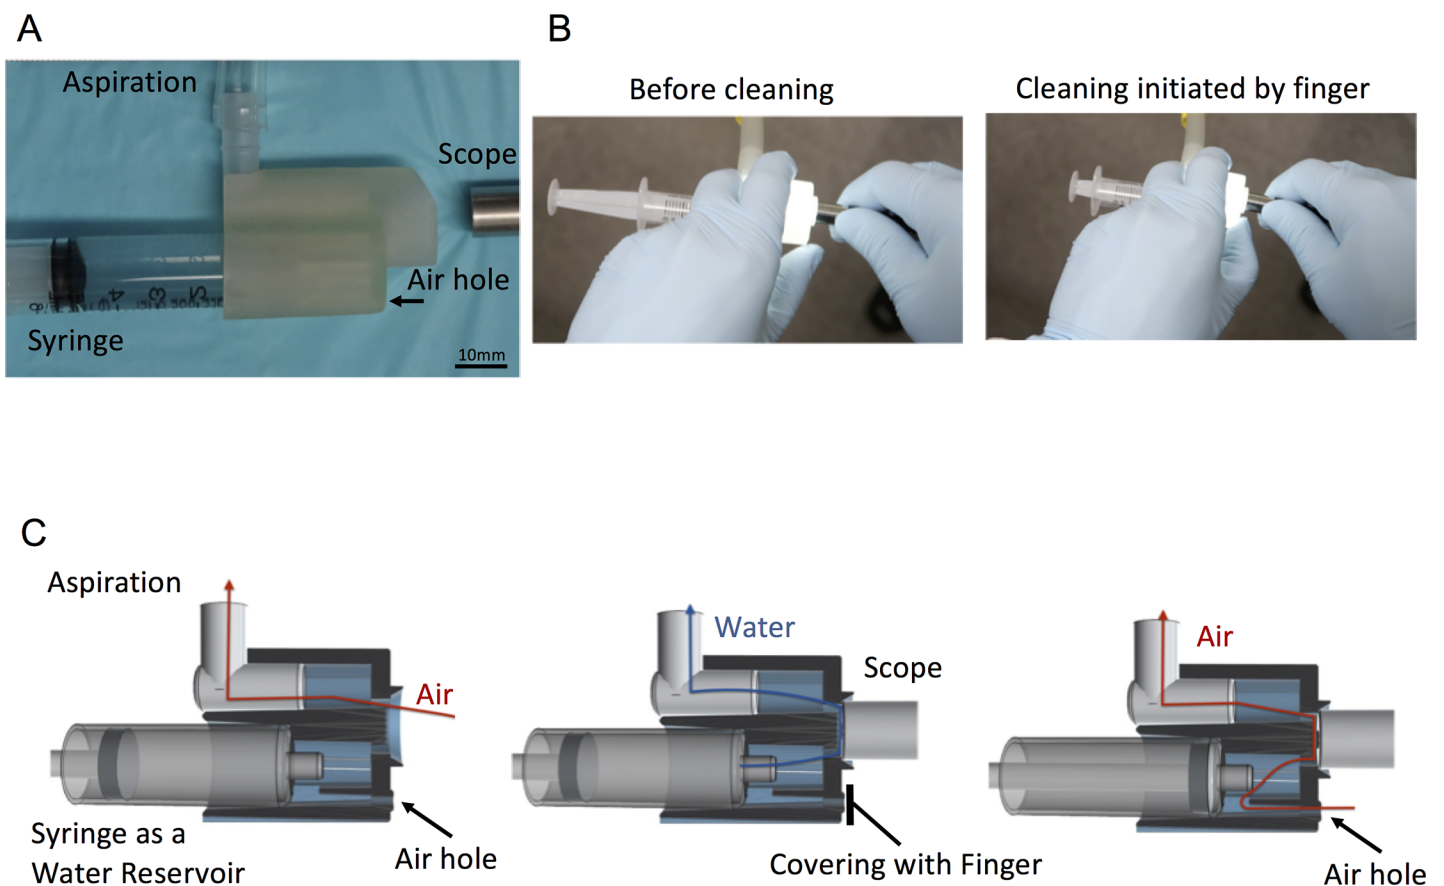 A
Aspiration
Scope
Air hole
Syringe
10mm
B
Before cleaning
Cleaning initiated by finger
C
Aspiration
Air
Syringe as a
Water Reservoir
Air hole
Water
Scope
Covering with Finger
Air
Air hole